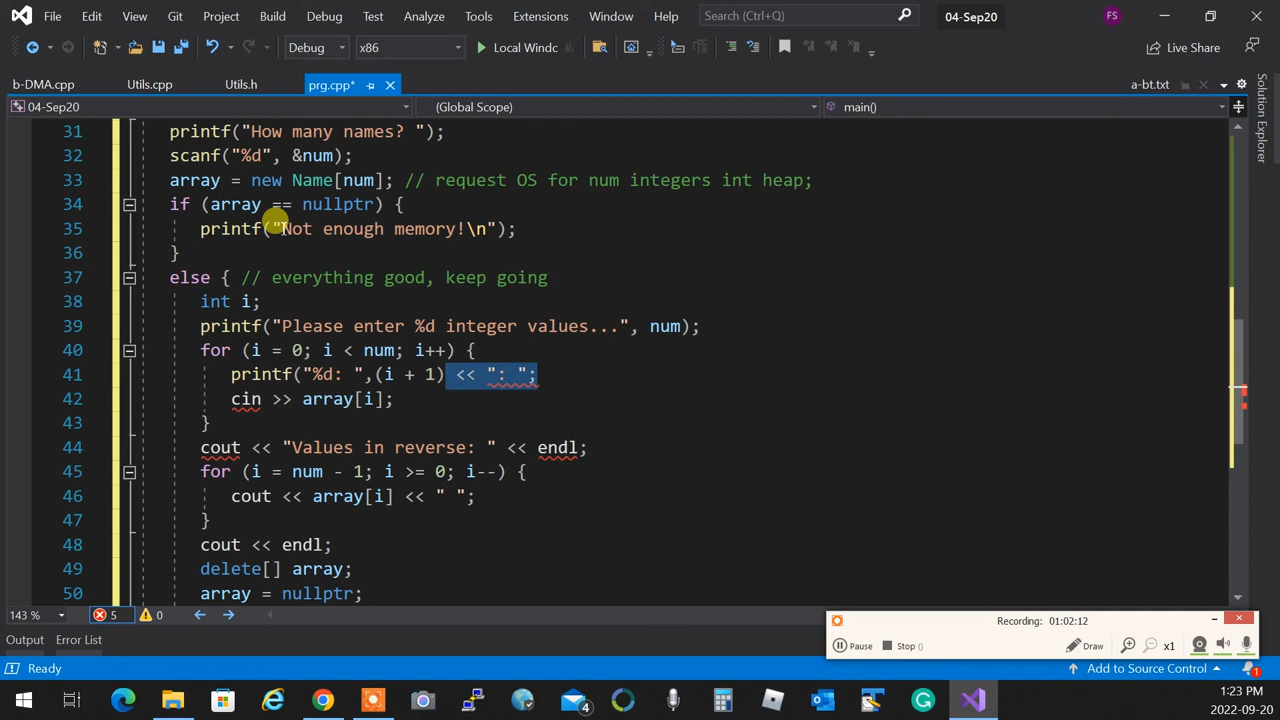 File Edit View Git Project Build Debug Test Analyze Tools Extensions Window Help Search (Ctrl+Q) 04-Sep20 FS
Debug x86 Local Windc Live Share
b-DMA.cpp Utils.cpp Utils.h prg.cpp* a-bt.txt
04-Sep20 (Global Scope) main()
Solution Explorer
31 printf("How many names? ");
32 scanf("%d", &num);
33 array = new Name[num]; // request OS for num integers int heap;
34 if (array == nullptr) {
35 printf("Not enough memory!\n");
36 }
37 else { // everything good, keep going
38 int i;
39 printf("Please enter %d integer values...", num);
40 for (i = 0; i < num; i++) {
41 printf("%d: ",(i + 1) << ": ";
42 cin >> array[i];
43 }
44 cout << "Values in reverse: " << endl;
45 for (i = num - 1; i >= 0; i--) {
46 cout << array[i] << " ";
47 }
48 cout << endl;
49 delete[] array;
50 array = nullptr;
143 % 5 0
Recording: 01:02:12
Pause Stop () Draw x1
Output Error List
Ready Add to Source Control 1
4
1:23 PM
2022-09-20